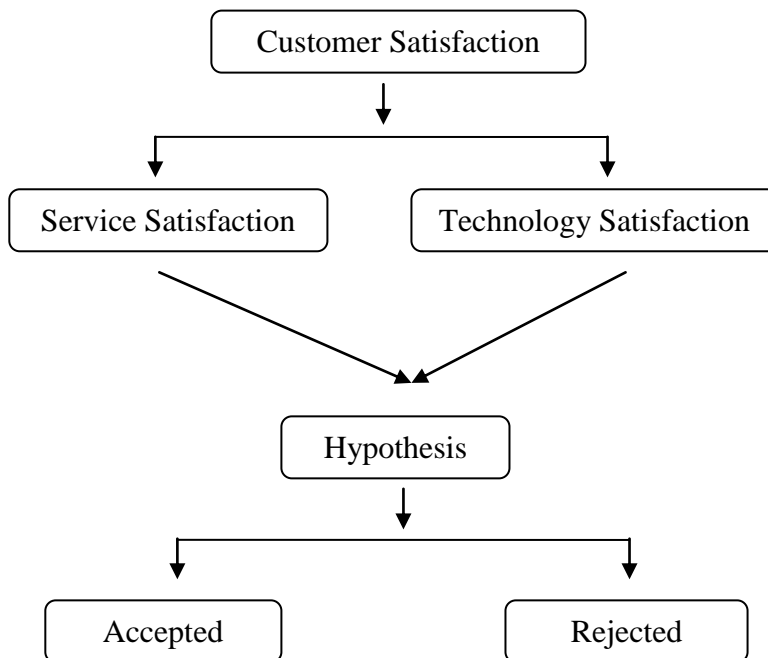 Customer Satisfaction
Service Satisfaction
Technology Satisfaction
Hypothesis
Accepted
Rejected